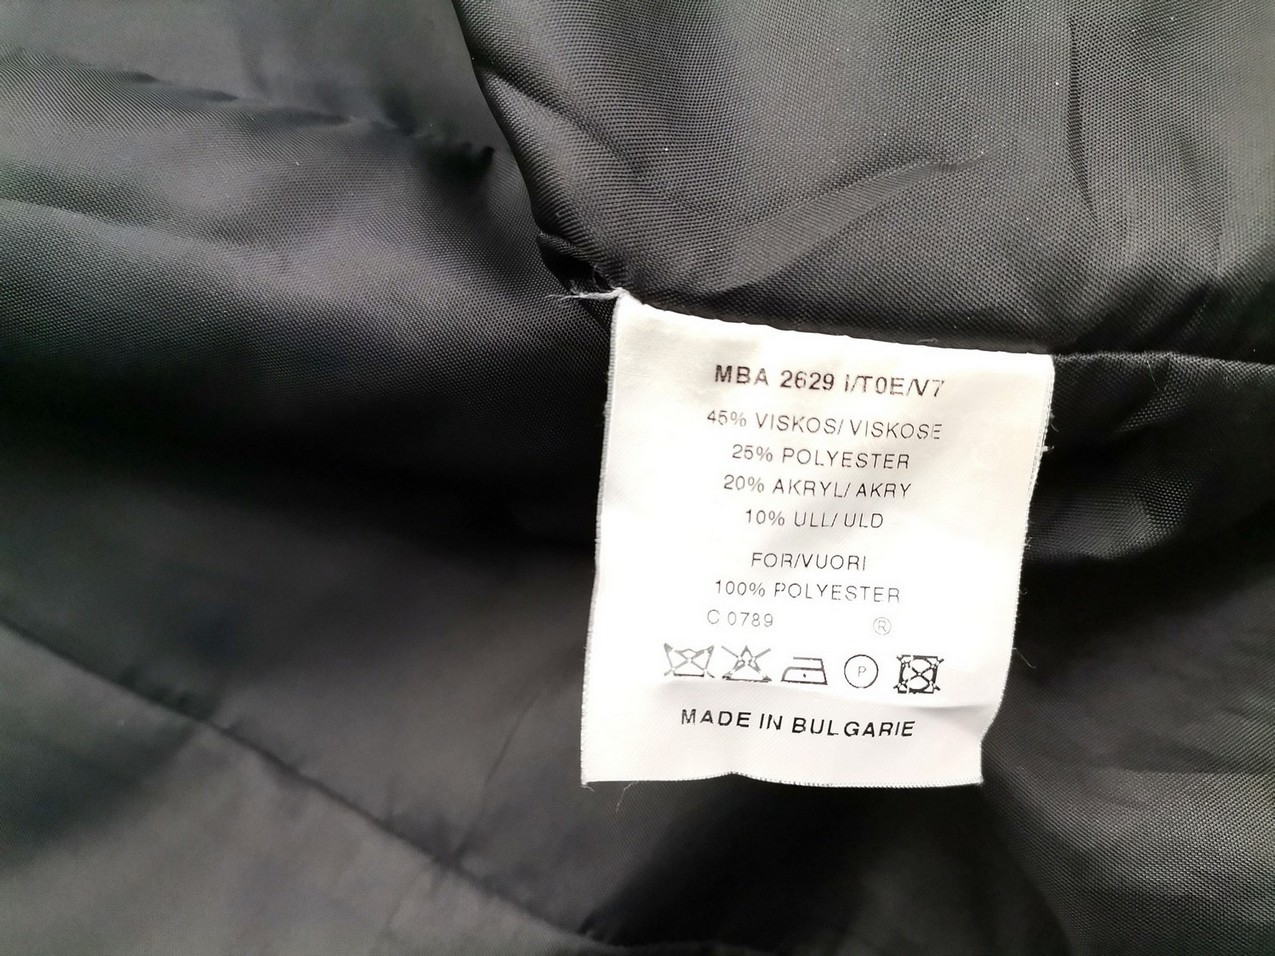 MBA 2629 I/T0E/V7
45% VISKOS/ VISKOSE
25% POLYESTER
20% AKRYL/ AKRY
10% ULL/ ULD
FOR/VUORI
100% POLYESTER
C 0789 ®
P
MADE IN BULGARIE